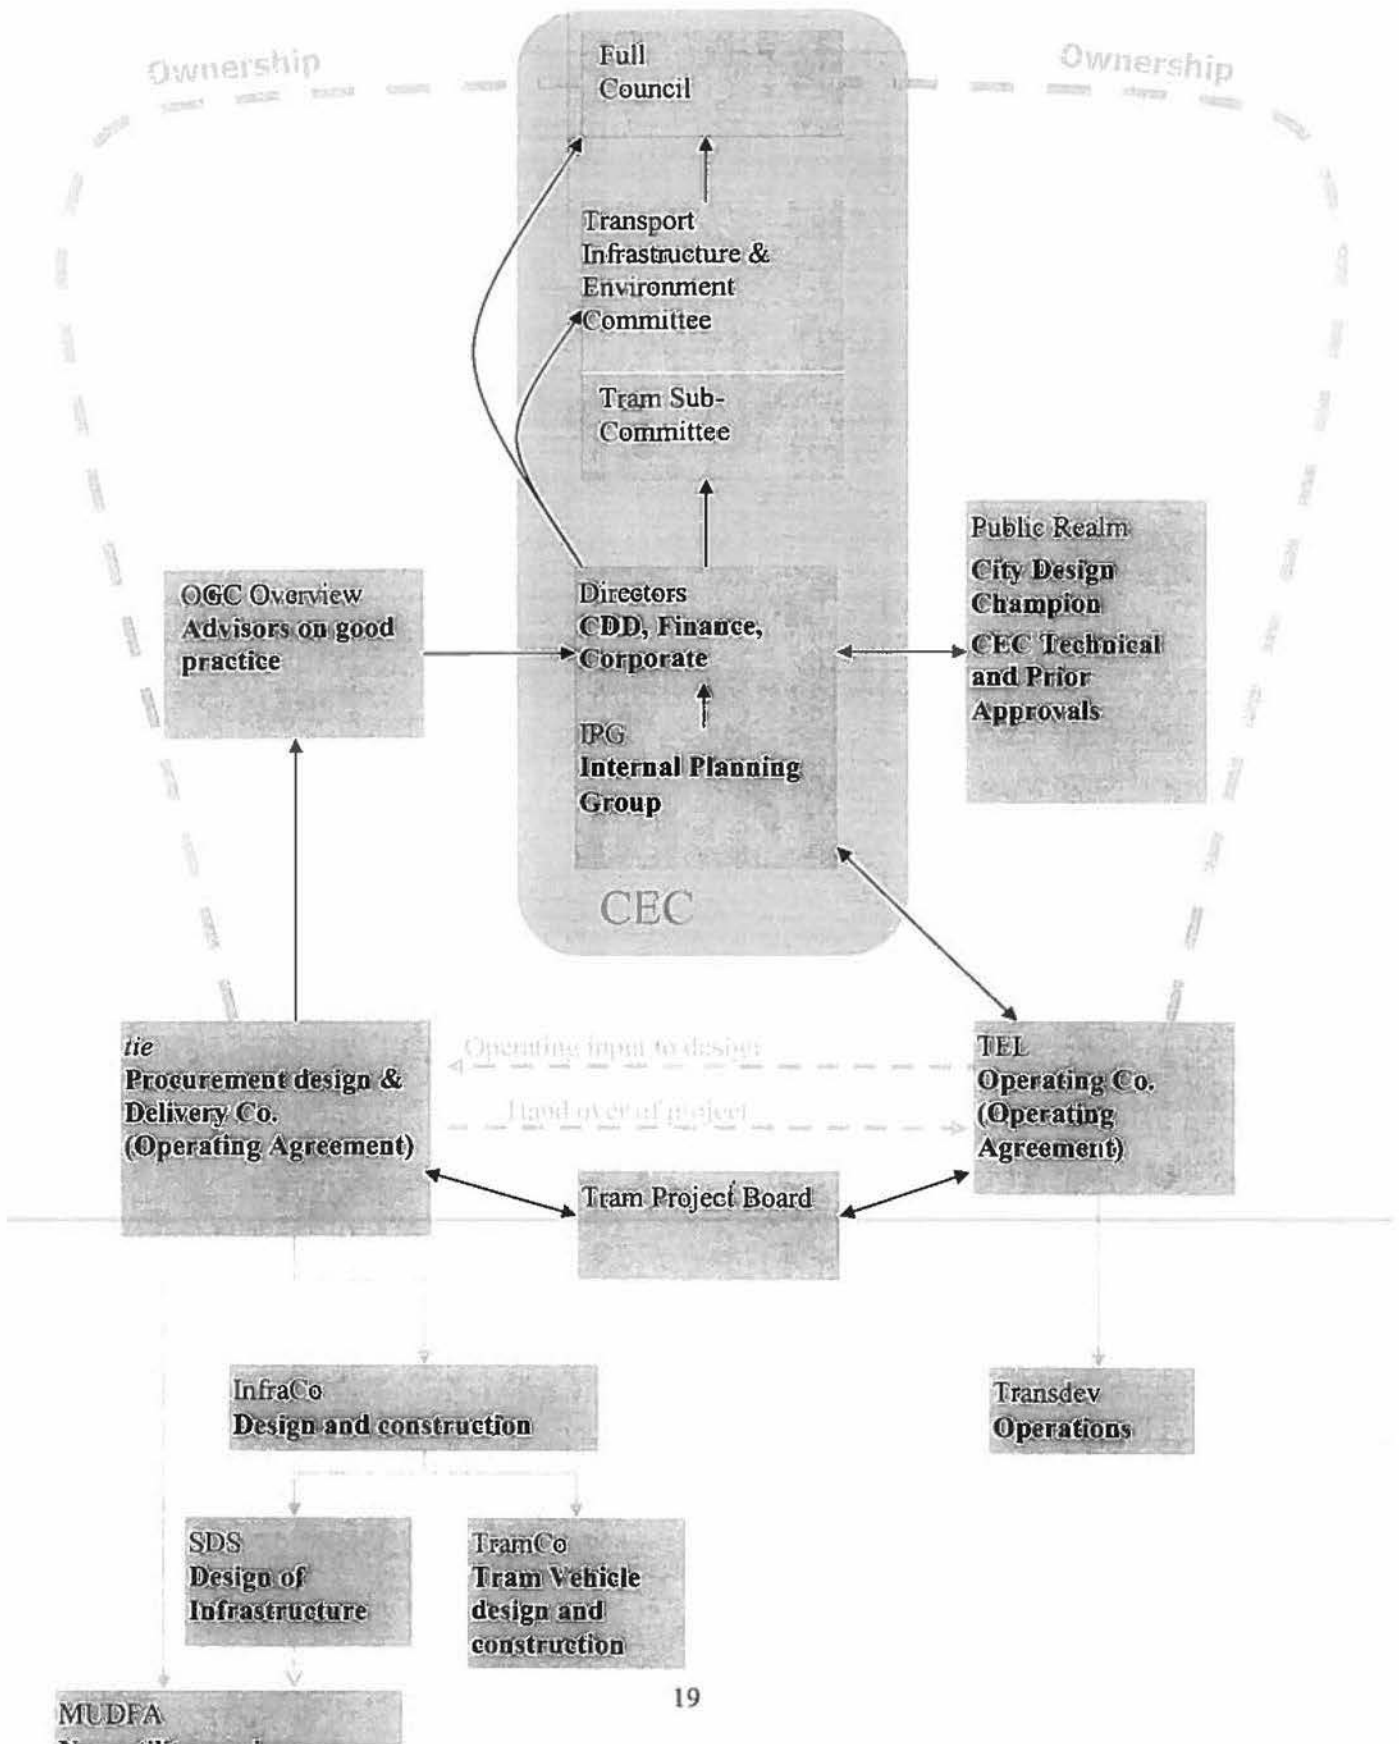 Ownership
Ownership
Full
Council
Transport
Infrastructure &
Environment
Committee
Tram Sub-
Committee
Public Realm
City Design
Champion
CEC Technical
and Prior
Approvals
OGC Overview
Advisors on good
practice
Directors
CDD, Finance,
Corporate
IPG
Internal Planning
Group
CEC
tie
Procurement design &
Delivery Co.
(Operating Agreement)
Operating input to design
Hand over of project
TEL
Operating Co.
(Operating
Agreement)
Tram Project Board
InfraCo
Design and construction
Transdev
Operations
SDS
Design of
Infrastructure
TramCo
Tram Vehicle
design and
construction
19
MUDFA